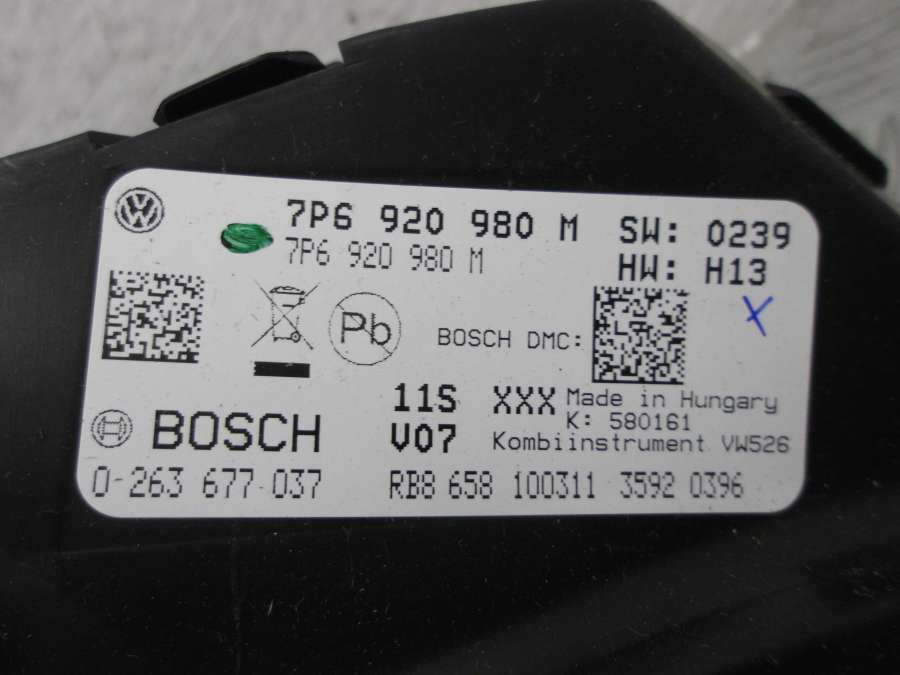 7P6 920 980 M SW: 0239
7P6 920 980 M HW: H13
Pb
BOSCH DMC:
11S XXX Made in Hungary
K: 580161
BOSCH V07 Kombiinstrument VW526
0-263 677-037 RB8 658 100311 3592 0396